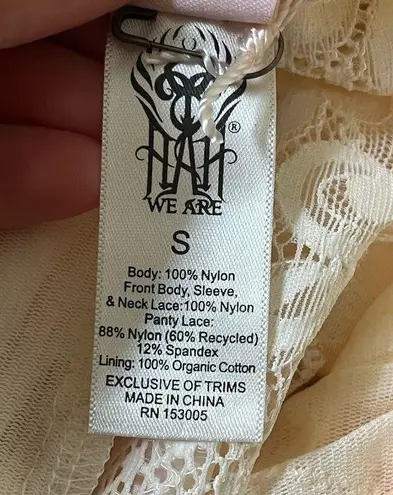 HAH
®
WE ARE
S
Body: 100% Nylon
Front Body, Sleeve,
& Neck Lace:100% Nylon
Panty Lace:
88% Nylon (60% Recycled)
12% Spandex
Lining: 100% Organic Cotton
EXCLUSIVE OF TRIMS
MADE IN CHINA
RN 153005